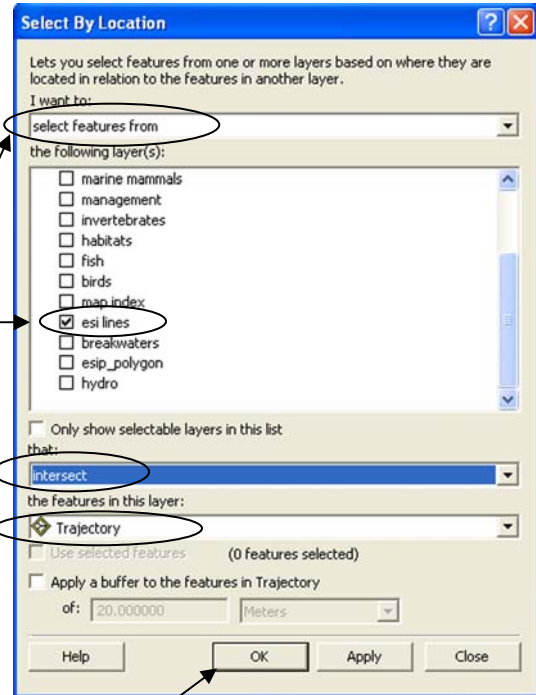 Select By Location
Lets you select features from one or more layers based on where they are
located in relation to the features in another layer.
I want to:
select features from
the following layer(s):
marine mammals
management
invertebrates
habitats
fish
birds
map index
esi lines
breakwaters
esip_polygon
hydro
Only show selectable layers in this list
that:
intersect
the features in this layer:
Trajectory
Use selected features (0 features selected)
Apply a buffer to the features in Trajectory
of: 20.000000 Meters
Help OK Apply Close